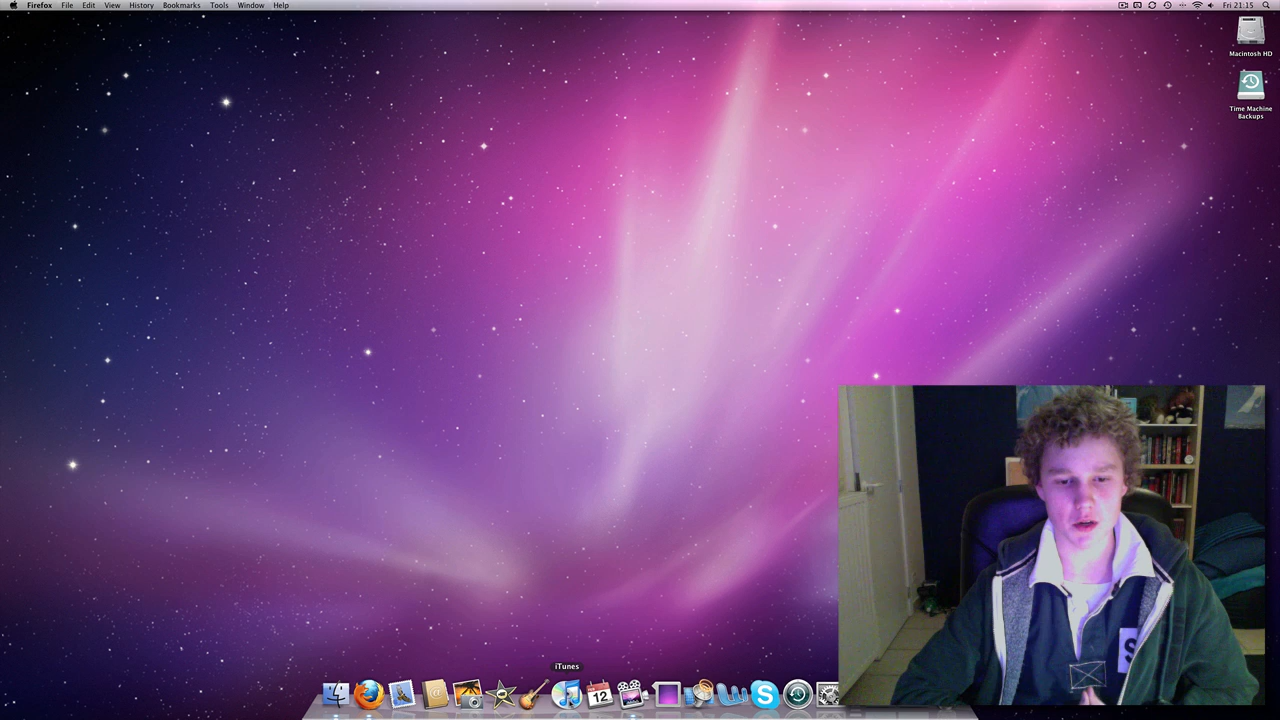 Firefox File Edit View History Bookmarks Tools Window Help Fri 21:15
Macintosh HD
Time Machine
Backups
iTunes
12
S